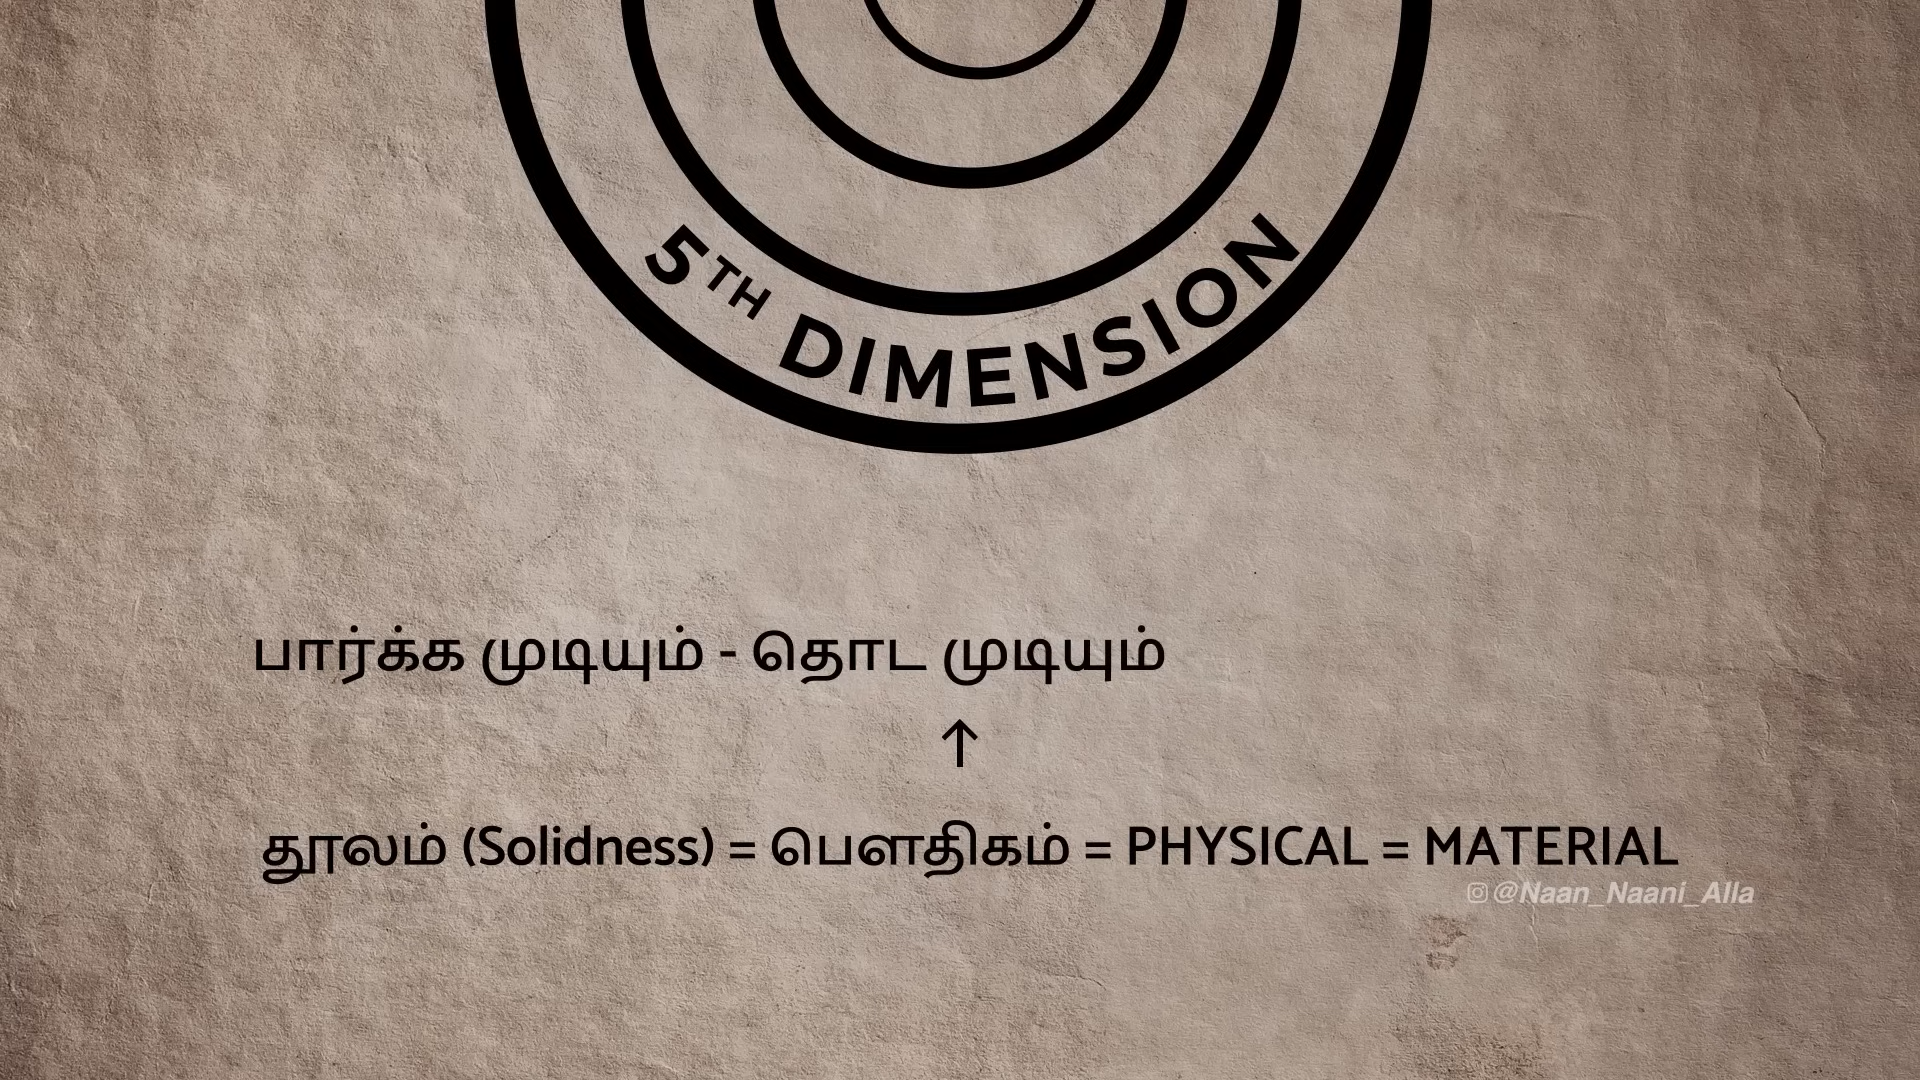 5TH DIMENSION
பார்க்க முடியும் - தொட முடியும்
↑
தூலம் (Solidness) = பௌதிகம் = PHYSICAL = MATERIAL
@Naan_Naani_Alla